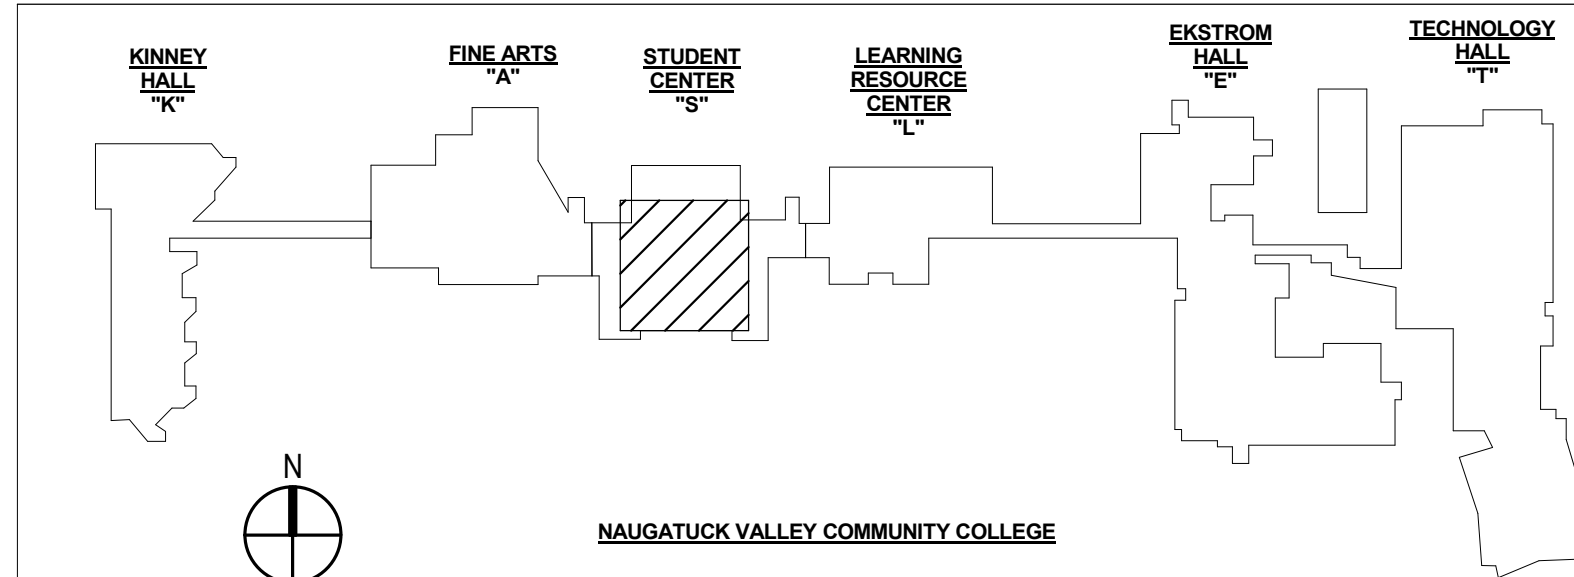 KINNEY
HALL
"K"
FINE ARTS
"A"
STUDENT
CENTER
"S"
LEARNING
RESOURCE
CENTER
"L"
EKSTROM
HALL
"E"
TECHNOLOGY
HALL
"T"
N
NAUGATUCK VALLEY COMMUNITY COLLEGE